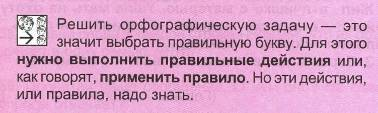 Решить орфографическую задачу — это
значит выбрать правильную букву. Для этого
нужно выполнить правильные действия или,
как говорят, применить правило. Но эти действия,
или правила, надо знать.